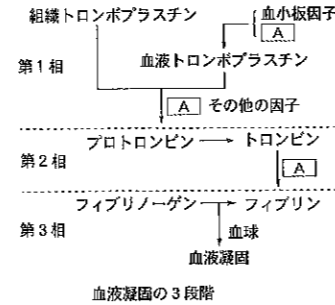 組織トロンボプラスチン
血小板因子
A
血液トロンボプラスチン
第1相
A その他の因子
第2相
プロトロンビン
トロンビン
A
フィブリノーゲン
フィブリン
第3相
血球
血液凝固
血液凝固の3段階